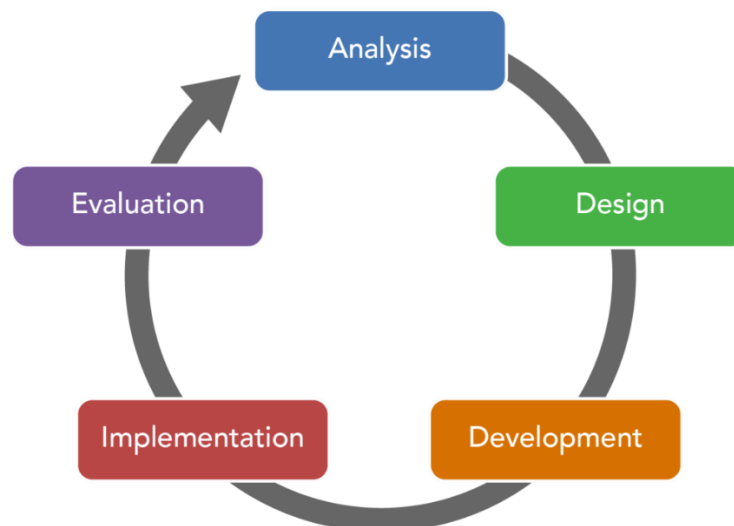 Analysis
Design
Development
Implementation
Evaluation